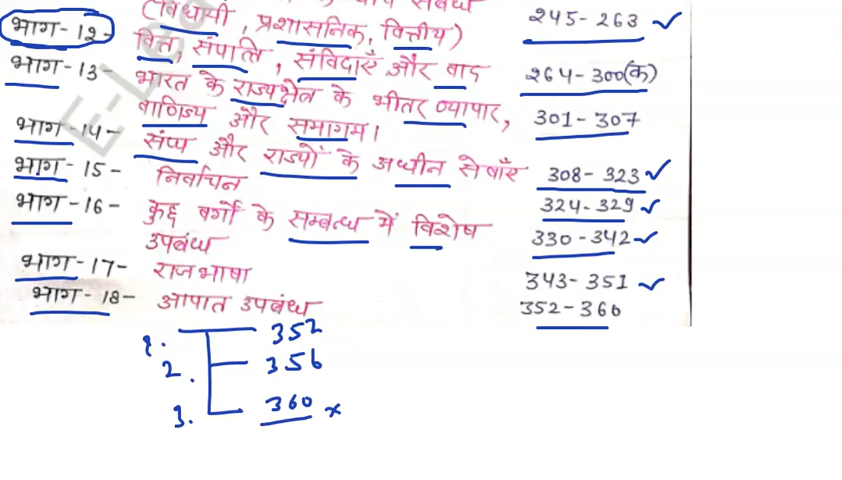 (विधायी, प्रशासनिक, वित्तीय) 245-263 ✓
भाग-12- वित्त, संपत्ति, संविदाएँ और वाद 264-300(क)
भाग-13- भारत के राज्यक्षेत्र के भीतर व्यापार,
वाणिज्य और समागम। 301-307
भाग-14- संघ और राज्यों के अधीन सेवाएँ 308-323 ✓
भाग-15- निर्वाचन 324-329 ✓
भाग-16- कुछ वर्गों के सम्बन्ध में विशेष
उपबंध 330-342 ✓
भाग-17- राजभाषा 343-351 ✓
भाग-18- आपात उपबंध 352-360
1. 352
2. 356
3. 360 ×